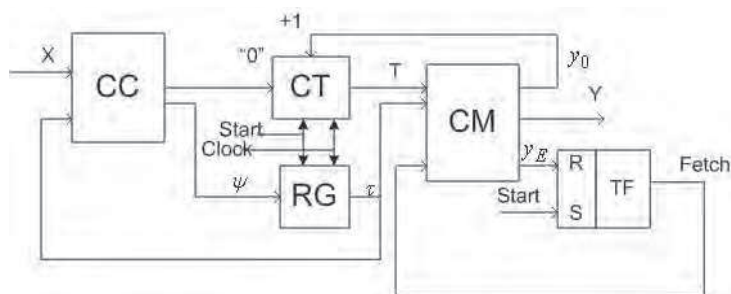 +1
X
"0"
T
y0
CC
CT
CM
Y
Start
Clock
yE
R
TF
Fetch
ψ
RG
τ
Start
S